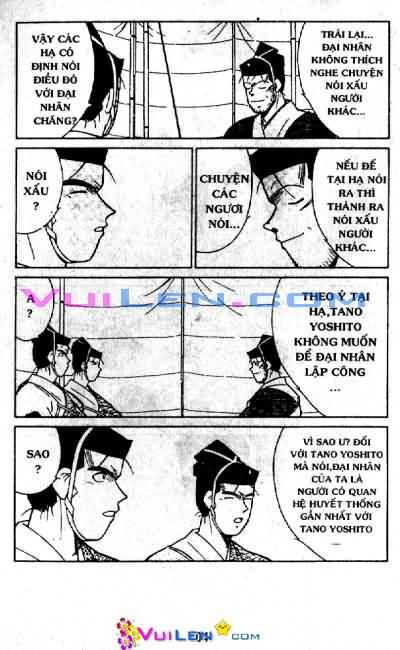 VẬY CÁC
HẠ CÓ
ĐỊNH NÓI
ĐIỀU ĐÓ
VỚI ĐẠI
NHÂN
CHĂNG?
TRÁI LẠI...
ĐẠI NHÂN
KHÔNG THÍCH
NGHE CHUYỆN
NÓI XẤU
NGƯỜI
KHÁC...
NÓI
XẤU
?
CHUYỆN
CÁC
NGƯƠI
NÓI...
NẾU ĐỂ
TẠI HẠ NÓI
RA THÌ
THÀNH RA
NÓI XẤU
NGƯỜI
KHÁC...
A
?
VUILEN.COM
THEO Ý TẠI
HẠ,TANO
YOSHITO
KHÔNG MUỐN
ĐỂ ĐẠI NHÂN
LẬP CÔNG
...
SAO
?
VÌ SAO Ư? ĐỐI
VỚI TANO YOSHITO
MÀ NÓI,ĐẠI NHÂN
CỦA TA LÀ
NGƯỜI CÓ QUAN
HỆ HUYẾT THỐNG
GẦN NHẤT VỚI
TANO YOSHITO
...
VUILEN